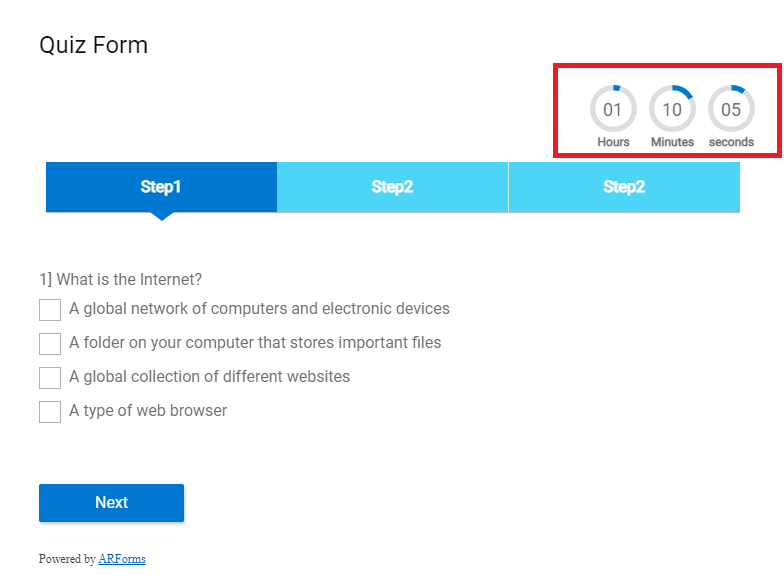 Quiz Form
01 10 05
Hours Minutes seconds
Step1 Step2 Step2
1] What is the Internet?
A global network of computers and electronic devices
A folder on your computer that stores important files
A global collection of different websites
A type of web browser
Next
Powered by ARForms